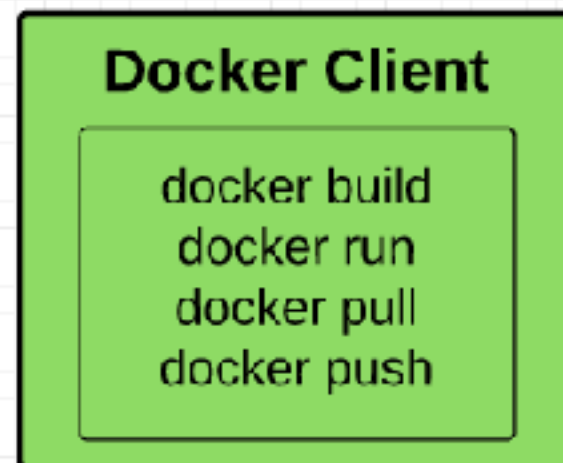 Docker Client
docker build
docker run
docker pull
docker push